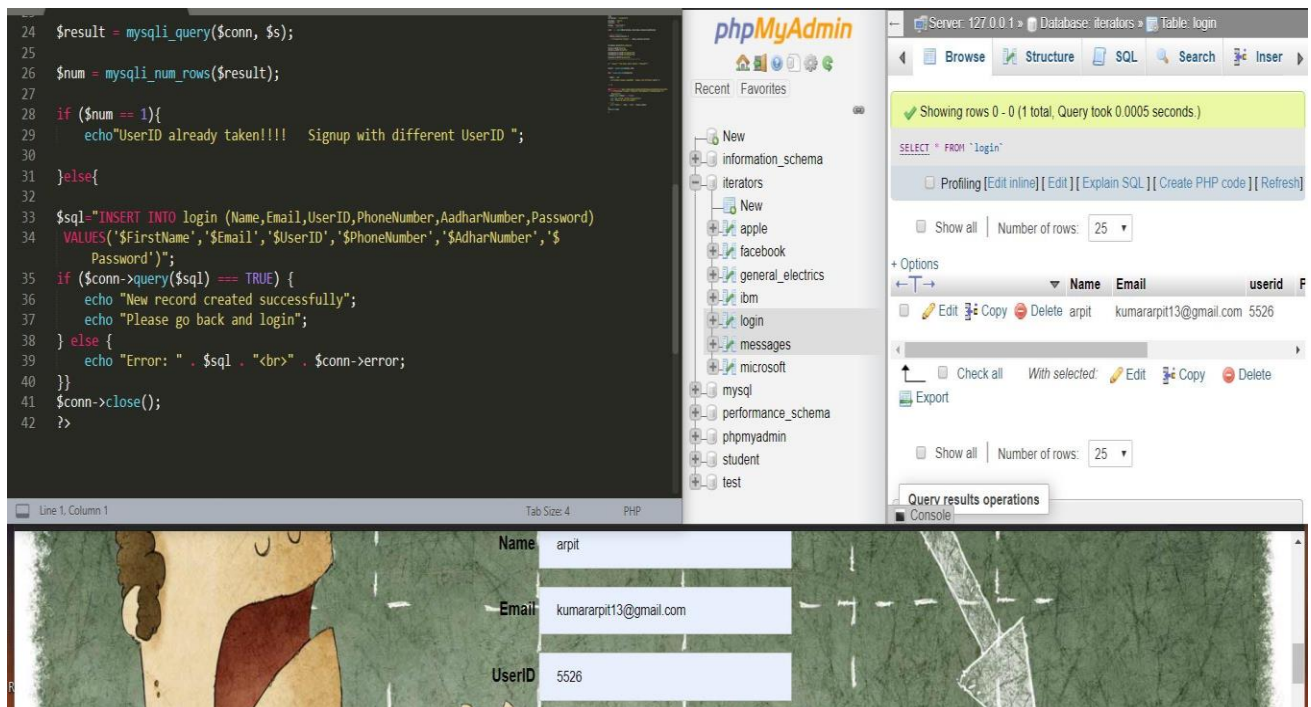 24 $result = mysqli_query($conn, $s);
25
26 $num = mysqli_num_rows($result);
27
28 if ($num == 1){
29 echo"UserID already taken!!!! Signup with different UserID ";
30
31 }else{
32
33 $sql="INSERT INTO login (Name,Email,UserID,PhoneNumber,AadharNumber,Password)
34 VALUES('$FirstName','$Email','$UserID','$PhoneNumber','$AdharNumber','$
Password')";
35 if ($conn->query($sql) === TRUE) {
36 echo "New record created successfully";
37 echo "Please go back and login";
38 } else {
39 echo "Error: " . $sql . "<br>" . $conn->error;
40 }}
41 $conn->close();
42 ?>
Line 1, Column 1 Tab Size: 4 PHP
phpMyAdmin
Recent Favorites
New
information_schema
iterators
New
apple
facebook
general_electrics
ibm
login
messages
microsoft
mysql
performance_schema
phpmyadmin
student
test
Server: 127.0.0.1 » Database: iterators » Table: login
Browse Structure SQL Search Inser
Showing rows 0 - 0 (1 total, Query took 0.0005 seconds.)
SELECT * FROM `login`
Profiling [Edit inline] [ Edit ] [ Explain SQL ] [ Create PHP code ] [ Refresh]
Show all Number of rows: 25
+ Options
Name Email userid P
Edit Copy Delete arpit kumararpit13@gmail.com 5526
Check all With selected: Edit Copy Delete
Export
Show all Number of rows: 25
Query results operations
Console
Name arpit
Email kumararpit13@gmail.com
UserID 5526